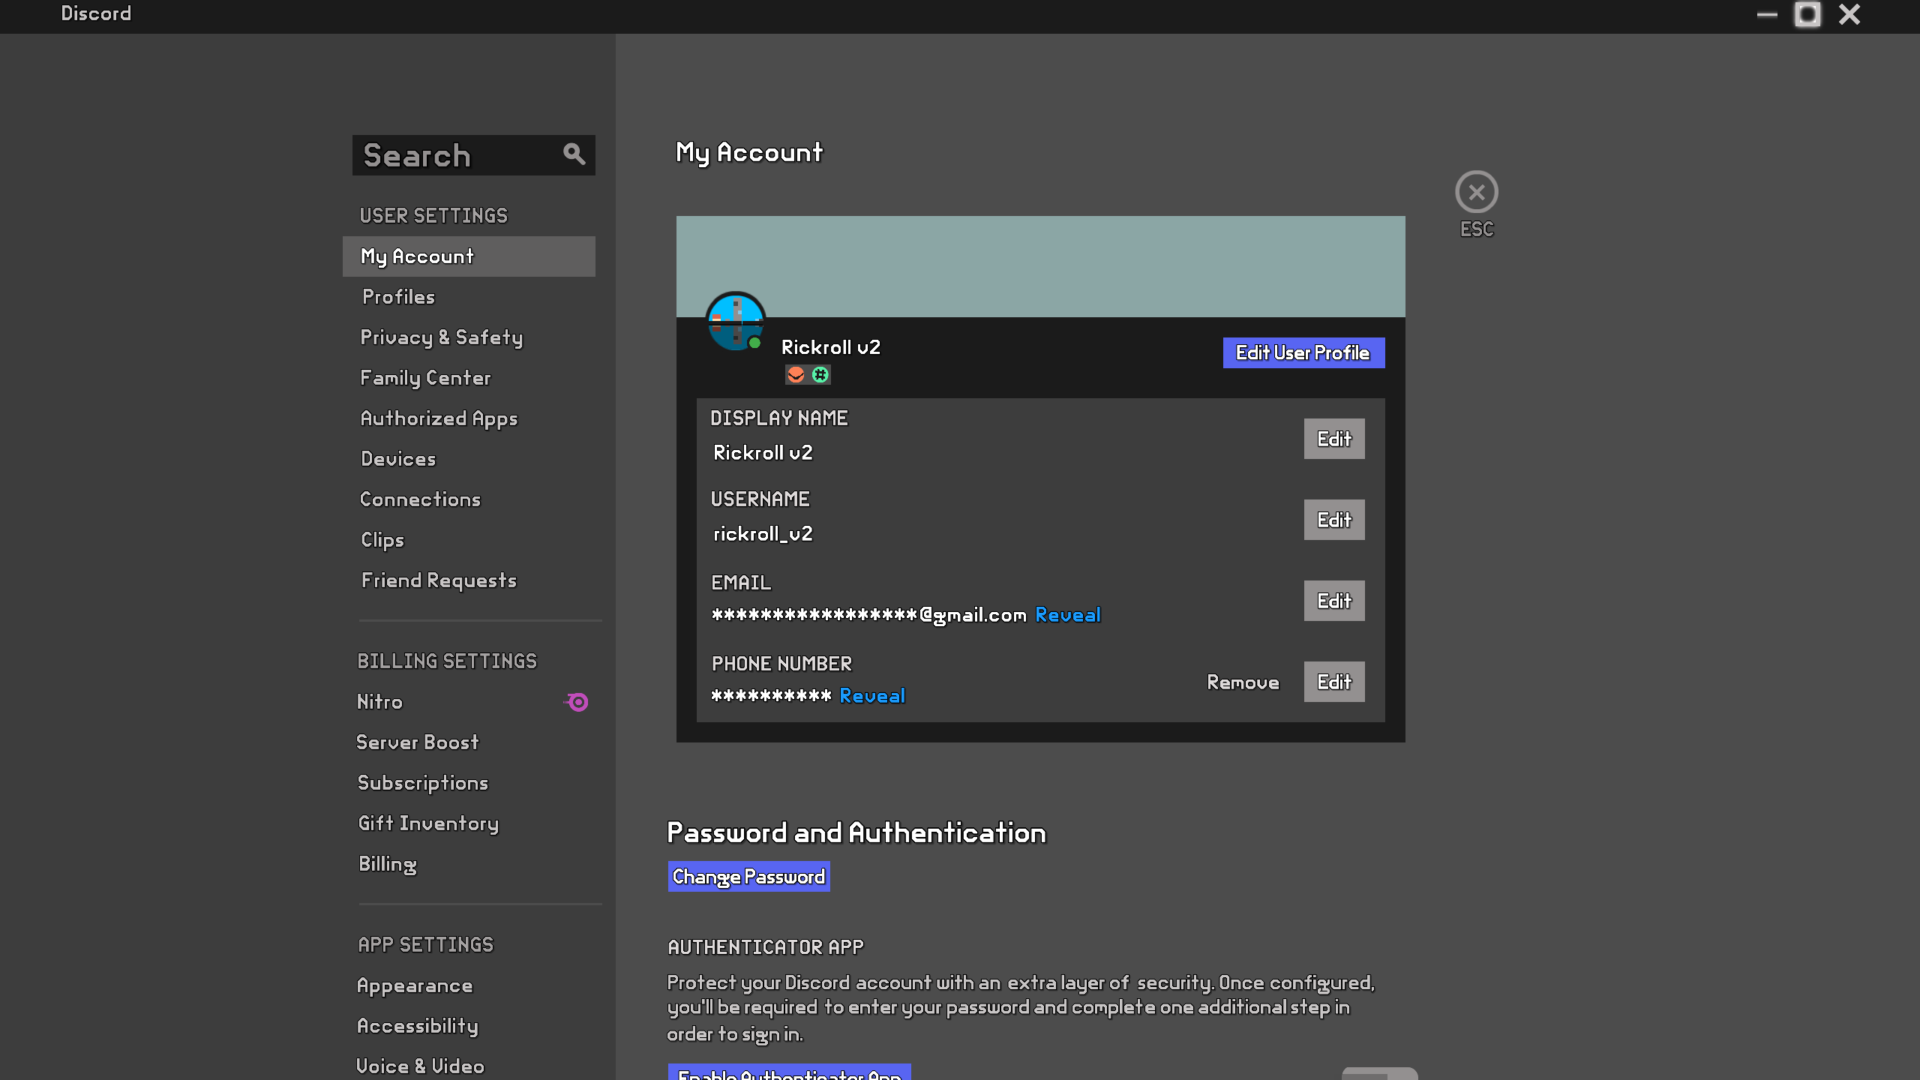 Discord
Search
USER SETTINGS
My Account
Profiles
Privacy & Safety
Family Center
Authorized Apps
Devices
Connections
Clips
Friend Requests
BILLING SETTINGS
Nitro
Server Boost
Subscriptions
Gift Inventory
Billing
APP SETTINGS
Appearance
Accessibility
Voice & Video
My Account
ESC
Rickroll v2
Edit User Profile
DISPLAY NAME
Rickroll v2
Edit
USERNAME
rickroll_v2
Edit
EMAIL
*****************@gmail.com Reveal
Edit
PHONE NUMBER
********** Reveal
Remove
Edit
Password and Authentication
Change Password
AUTHENTICATOR APP
Protect your Discord account with an extra layer of security. Once configured,
you'll be required to enter your password and complete one additional step in
order to sign in.
Enable Authenticator App